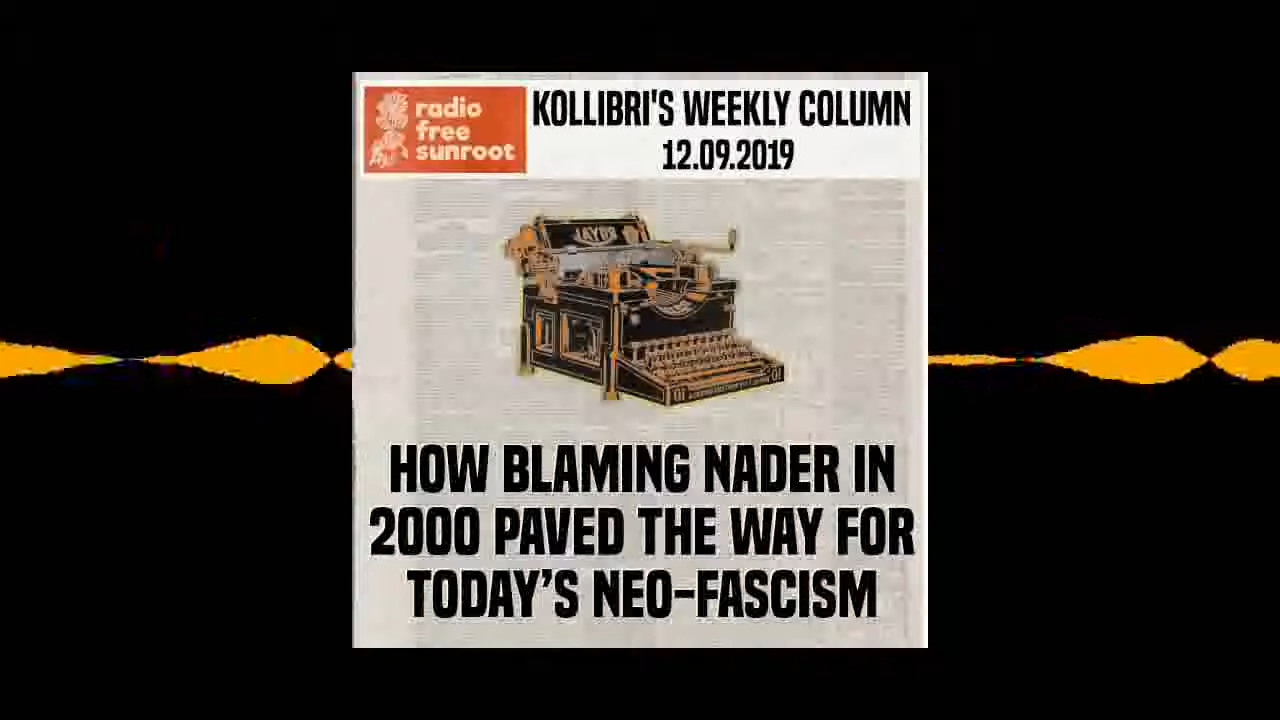 radio
free
sunroot
KOLLIBRI'S WEEKLY COLUMN
12.09.2019
HOW BLAMING NADER IN
2000 PAVED THE WAY FOR
TODAY'S NEO-FASCISM